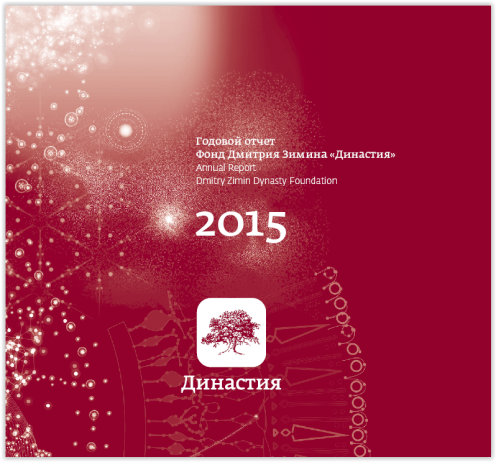 Годовой отчет
Фонд Дмитрия Зимина «Династия»
Annual Report
Dmitry Zimin Dynasty Foundation
2015
Династия